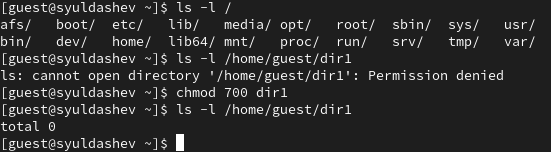 [guest@syuldashev ~]$ ls -l /
afs/ boot/ etc/ lib/ media/ opt/ root/ sbin/ sys/ usr/
bin/ dev/ home/ lib64/ mnt/ proc/ run/ srv/ tmp/ var/
[guest@syuldashev ~]$ ls -l /home/guest/dir1
ls: cannot open directory '/home/guest/dir1': Permission denied
[guest@syuldashev ~]$ chmod 700 dir1
[guest@syuldashev ~]$ ls -l /home/guest/dir1
total 0
[guest@syuldashev ~]$